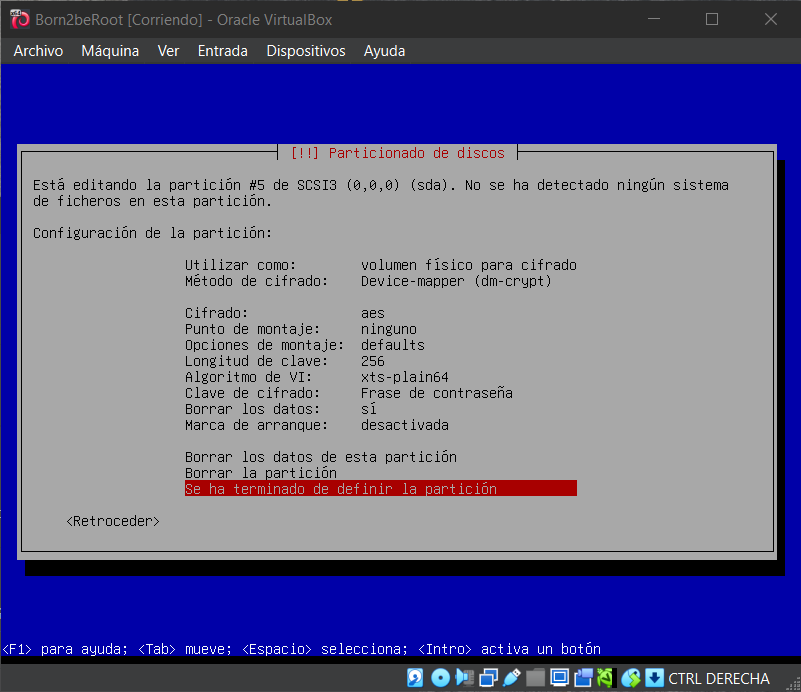 Born2beRoot [Corriendo] - Oracle VirtualBox
Archivo Máquina Ver Entrada Dispositivos Ayuda
[!!] Particionado de discos
Está editando la partición #5 de SCSI3 (0,0,0) (sda). No se ha detectado ningún sistema
de ficheros en esta partición.
Configuración de la partición:
Utilizar como: volumen físico para cifrado
Método de cifrado: Device-mapper (dm-crypt)
Cifrado: aes
Punto de montaje: ninguno
Opciones de montaje: defaults
Longitud de clave: 256
Algoritmo de VI: xts-plain64
Clave de cifrado: Frase de contraseña
Borrar los datos: sí
Marca de arranque: desactivada
Borrar los datos de esta partición
Borrar la partición
Se ha terminado de definir la partición
<Retroceder>
<F1> para ayuda; <Tab> mueve; <Espacio> selecciona; <Intro> activa un botón
CTRL DERECHA